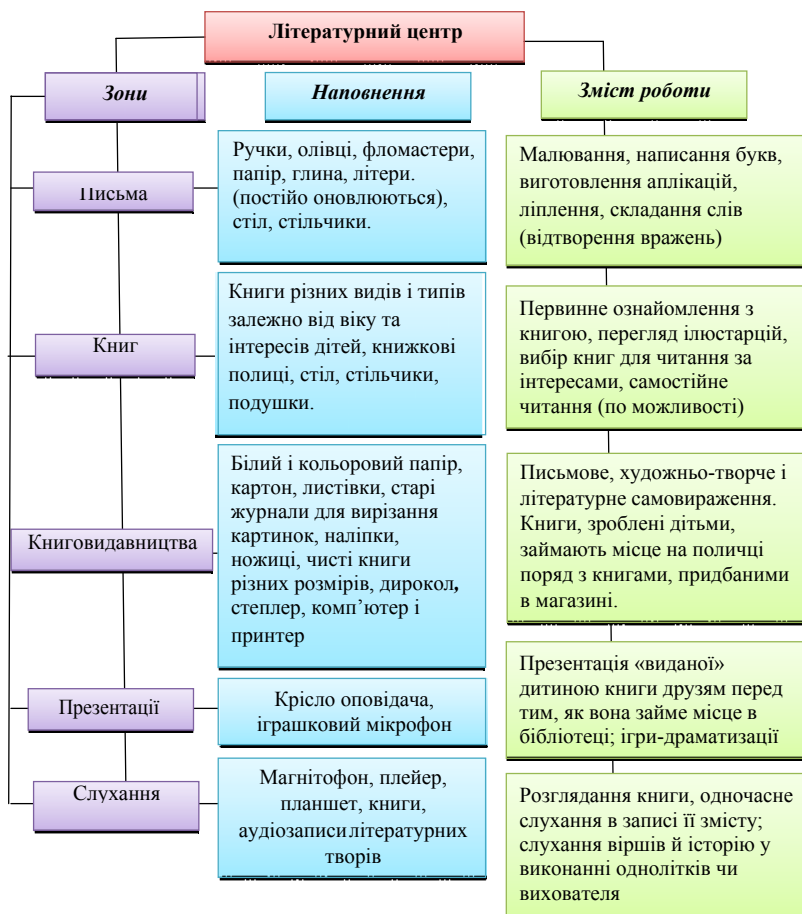 Літературний центр
Зони
Наповнення
Зміст роботи
Письма
Ручки, олівці, фломастери,
папір, глина, літери.
(постійо оновлюються),
стіл, стільчики.
Малювання, написання букв,
виготовлення аплікацій,
ліплення, складання слів
(відтворення вражень)
Книг
Книги різних видів і типів
залежно від віку та
інтересів дітей, книжкові
полиці, стіл, стільчики,
подушки.
Первинне ознайомлення з
книгою, перегляд ілюстарцій,
вибір книг для читання за
інтересами, самостійне
читання (по можливості)
Книговидавництва
Білий і кольоровий папір,
картон, листівки, старі
журнали для вирізання
картинок, наліпки,
ножиці, чисті книги
різних розмірів, дирокол,
степлер, комп’ютер і
принтер
Письмове, художньо-творче і
літературне самовираження.
Книги, зроблені дітьми,
займають місце на поличці
поряд з книгами, придбаними
в магазині.
Презентації
Крісло оповідача,
іграшковий мікрофон
Презентація «виданої»
дитиною книги друзям перед
тим, як вона займе місце в
бібліотеці; ігри-драматизації
Слухання
Магнітофон, плейер,
планшет, книги,
аудіозаписи літературних
творів
Розглядання книги, одночасне
слухання в записі її змісту;
слухання віршів й історію у
виконанні однолітків чи
вихователя